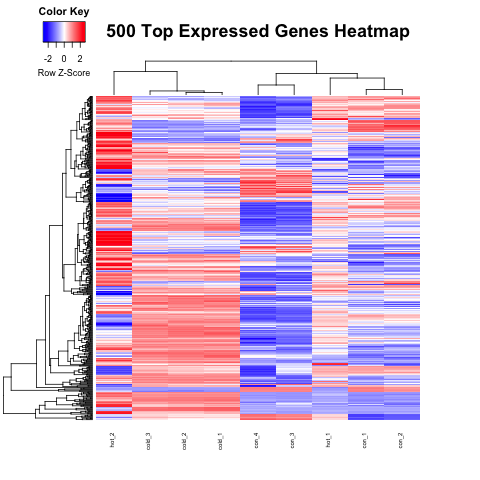 Color Key
-2 0 2
Row Z-Score
500 Top Expressed Genes Heatmap
hot_2
cold_3
cold_2
cold_1
con_4
con_3
hot_1
con_1
con_2